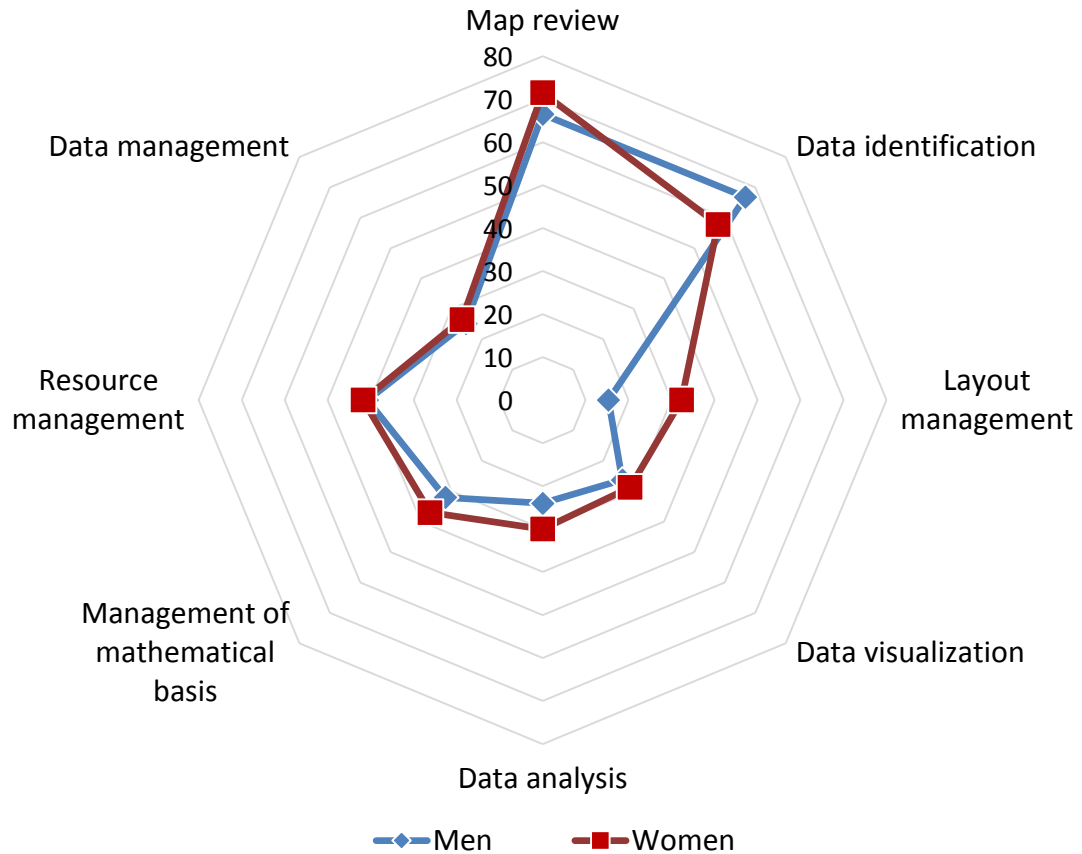 Map review
80
70
60
50
40
30
20
10
0
Data management
Data identification
Resource
management
Layout
management
Management of
mathematical
basis
Data visualization
Data analysis
Men
Women